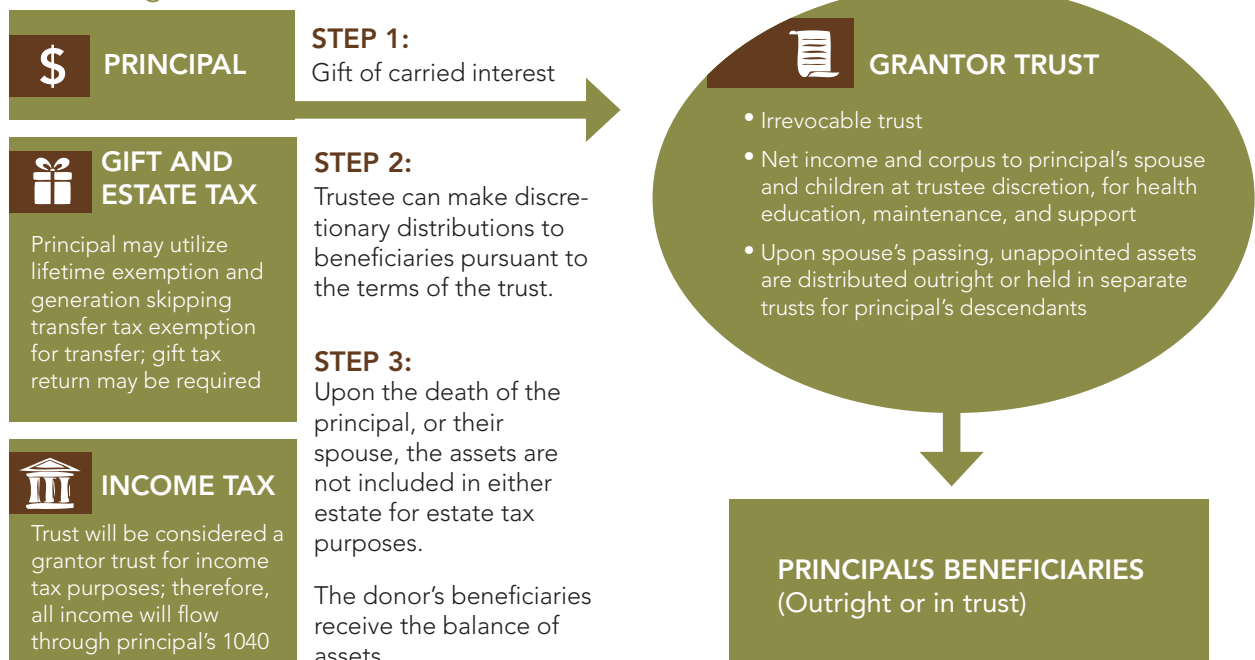 $ PRINCIPAL
STEP 1:
Gift of carried interest
GIFT AND
ESTATE TAX
Principal may utilize
lifetime exemption and
generation skipping
transfer tax exemption
for transfer; gift tax
return may be required
INCOME TAX
Trust will be considered a
grantor trust for income
tax purposes; therefore,
all income will flow
through principal’s 1040
STEP 2:
Trustee can make discre-
tionary distributions to
beneficiaries pursuant to
the terms of the trust.
STEP 3:
Upon the death of the
principal, or their
spouse, the assets are
not included in either
estate for estate tax
purposes.
The donor’s beneficiaries
receive the balance of
assets
GRANTOR TRUST
• Irrevocable trust
• Net income and corpus to principal’s spouse
and children at trustee discretion, for health
education, maintenance, and support
• Upon spouse’s passing, unappointed assets
are distributed outright or held in separate
trusts for principal’s descendants
PRINCIPAL’S BENEFICIARIES
(Outright or in trust)